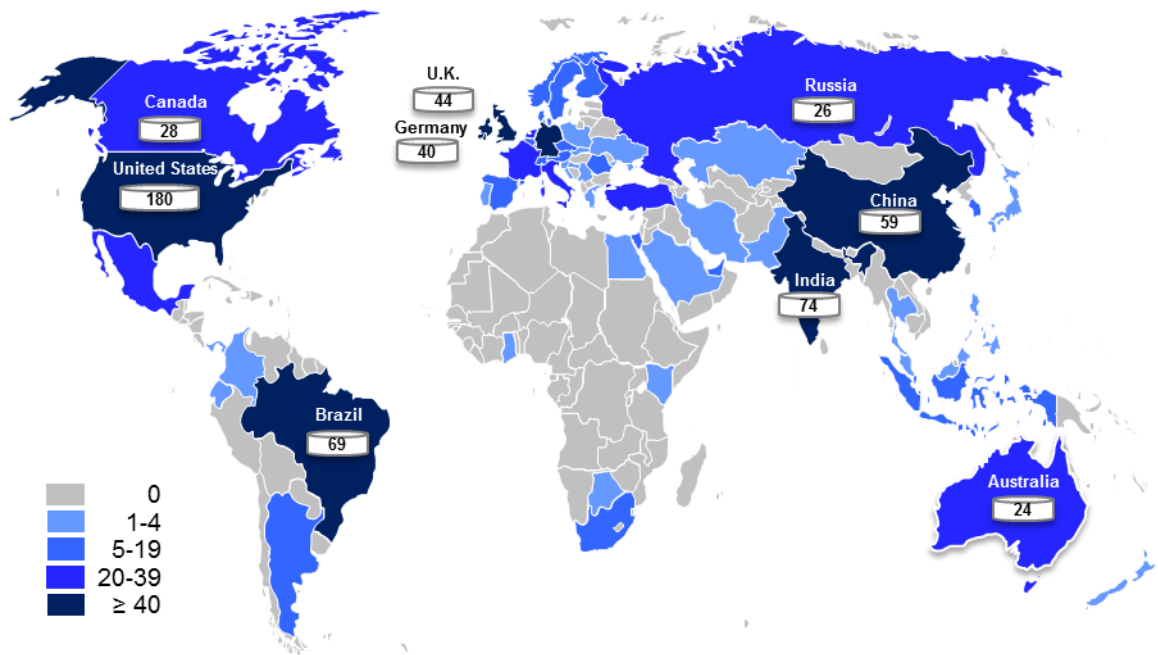 U.K.
44
Canada
28
Germany
40
Russia
26
United States
180
China
59
India
74
Brazil
69
Australia
24
0
1-4
5-19
20-39
≥ 40